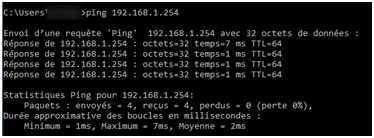 C:\Users\>ping 192.168.1.254
Envoi d'une requête 'Ping'  192.168.1.254 avec 32 octets de données :
Réponse de 192.168.1.254 : octets=32 temps=7 ms TTL=64
Réponse de 192.168.1.254 : octets=32 temps=1 ms TTL=64
Réponse de 192.168.1.254 : octets=32 temps=1 ms TTL=64
Réponse de 192.168.1.254 : octets=32 temps=1 ms TTL=64
Statistiques Ping pour 192.168.1.254:
    Paquets : envoyés = 4, reçus = 4, perdus = 0 (perte 0%),
Durée approximative des boucles en millisecondes :
    Minimum = 1ms, Maximum = 7ms, Moyenne = 2ms